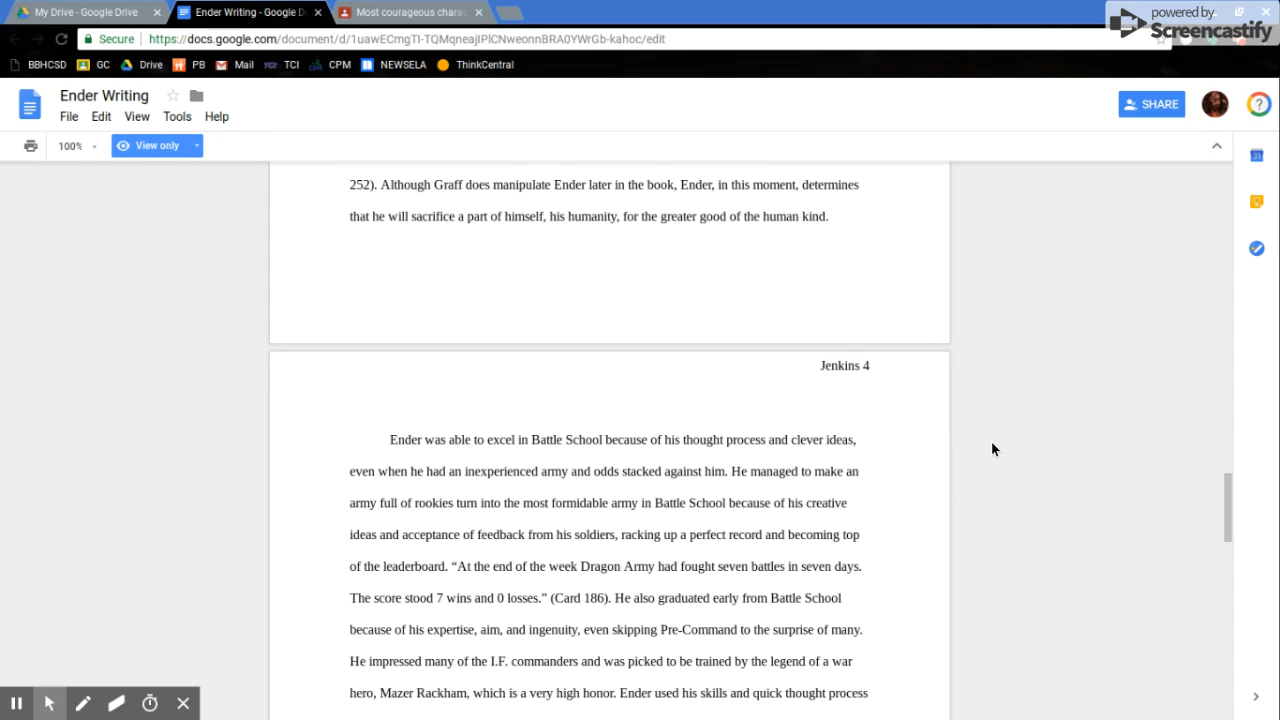 My Drive - Google Drive
Ender Writing - Google D
Most courageous chara
powered by
Screencastify
Secure
https://docs.google.com/document/d/1uawECmgTI-TQMqneajIPlCNweonnBRA0YWrGb-kahoc/edit
BBHCSD GC Drive PB Mail TCI CPM NEWSELA ThinkCentral
Ender Writing
File Edit View Tools Help
SHARE
100% View only
252). Although Graff does manipulate Ender later in the book, Ender, in this moment, determines
that he will sacrifice a part of himself, his humanity, for the greater good of the human kind.
Jenkins 4
Ender was able to excel in Battle School because of his thought process and clever ideas,
even when he had an inexperienced army and odds stacked against him. He managed to make an
army full of rookies turn into the most formidable army in Battle School because of his creative
ideas and acceptance of feedback from his soldiers, racking up a perfect record and becoming top
of the leaderboard. “At the end of the week Dragon Army had fought seven battles in seven days.
The score stood 7 wins and 0 losses.” (Card 186). He also graduated early from Battle School
because of his expertise, aim, and ingenuity, even skipping Pre-Command to the surprise of many.
He impressed many of the I.F. commanders and was picked to be trained by the legend of a war
hero, Mazer Rackham, which is a very high honor. Ender used his skills and quick thought process